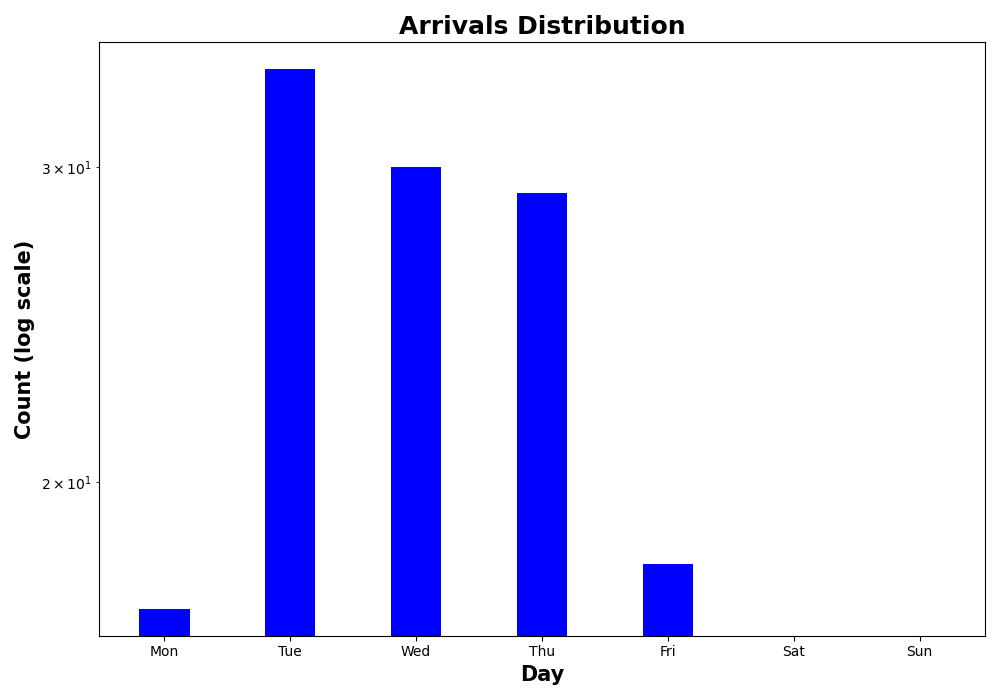 Arrivals Distribution
Count (log scale)
3 × 10¹
2 × 10¹
Mon Tue Wed Thu Fri Sat Sun
Day